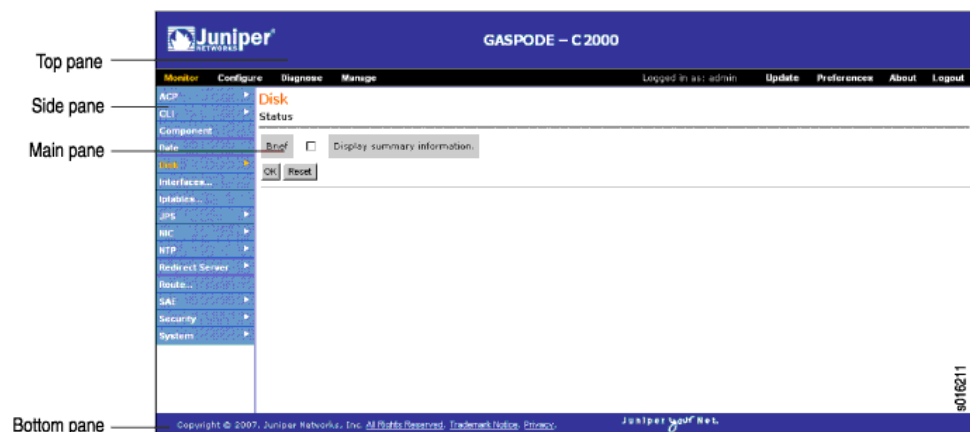 Juniper
NETWORKS
GASPODE – C2000
Top pane
Monitor Configure Diagnose Manage Logged in as: admin Update Preferences About Logout
Side pane
ACP
CLI
Component
Date
Disk
Interfaces...
Iptables...
JPS
NIC
NTP
Redirect Server
Route...
SAE
Security
System
Disk
Status
Main pane
Brief Display summary information.
OK Reset
s016211
Bottom pane
Copyright © 2007, Juniper Networks, Inc. All Rights Reserved. Trademark Notice. Privacy.
Juniper your Net.